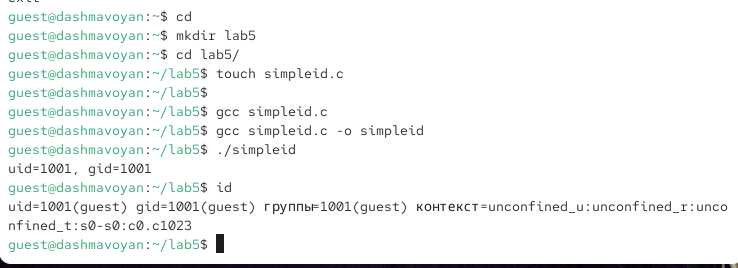 guest@dashmavoyan:~$ cd
guest@dashmavoyan:~$ mkdir lab5
guest@dashmavoyan:~$ cd lab5/
guest@dashmavoyan:~/lab5$ touch simpleid.c
guest@dashmavoyan:~/lab5$
guest@dashmavoyan:~/lab5$ gcc simpleid.c
guest@dashmavoyan:~/lab5$ gcc simpleid.c -o simpleid
guest@dashmavoyan:~/lab5$ ./simpleid
uid=1001, gid=1001
guest@dashmavoyan:~/lab5$ id
uid=1001(guest) gid=1001(guest) группы=1001(guest) контекст=unconfined_u:unconfined_r:unco
nfined_t:s0-s0:c0.c1023
guest@dashmavoyan:~/lab5$